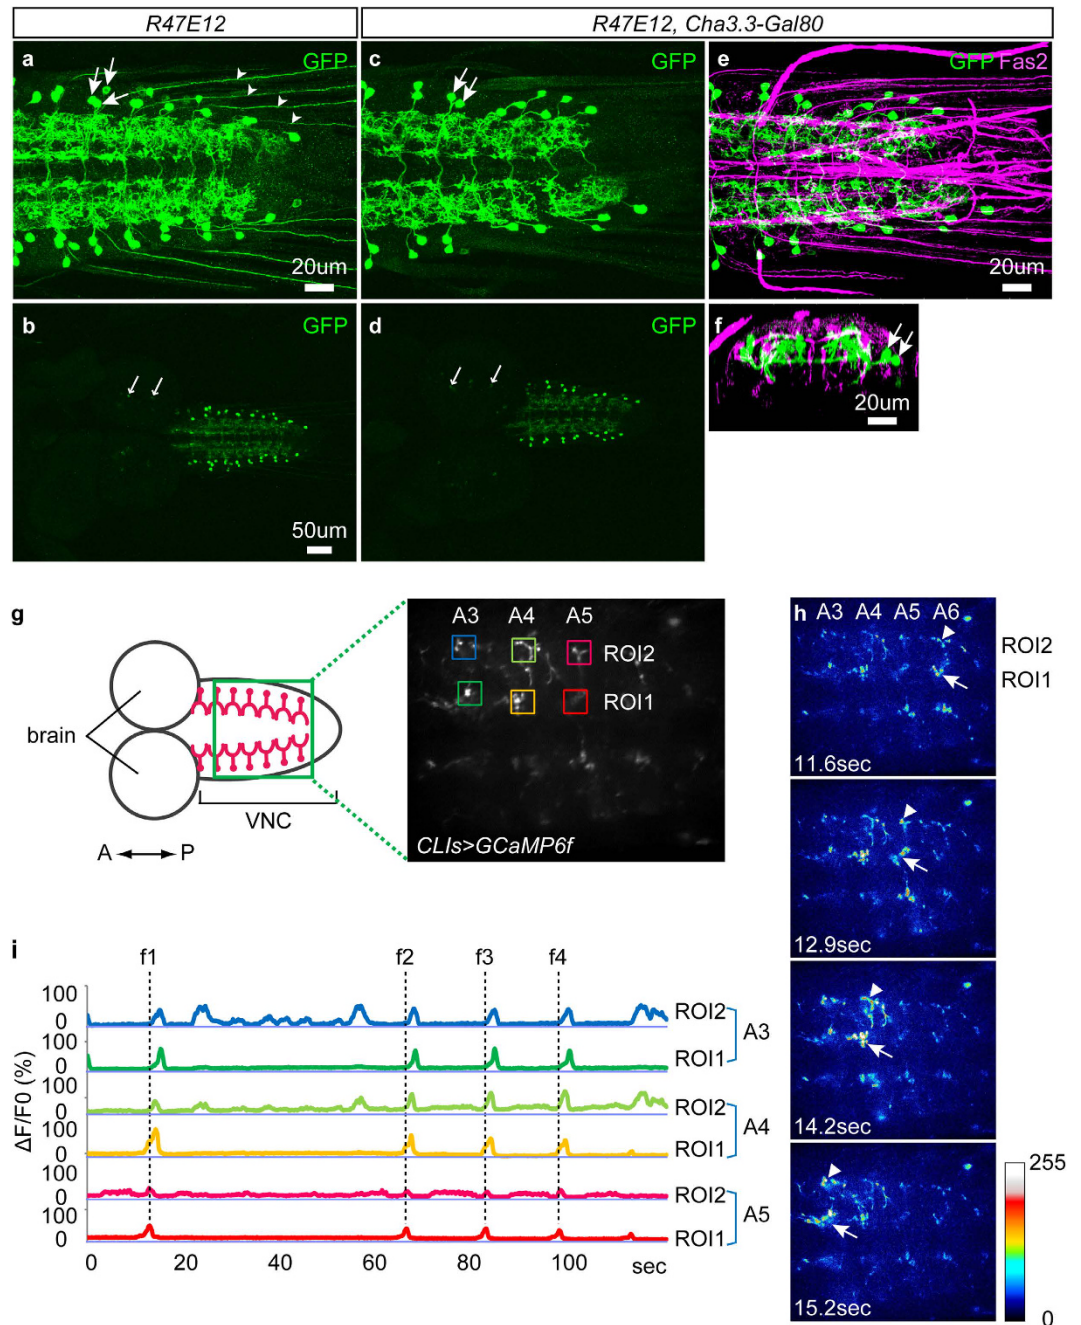 R47E12
R47E12, Cha3.3-Gal80
a
GFP
20um
c
GFP
20um
e
GFP Fas2
20um
b
GFP
50um
d
GFP
f
20um
g
brain
VNC
A
P
A3 A4 A5
ROI2
ROI1
CLIs>GCaMP6f
h
A3 A4 A5 A6
ROI2
ROI1
11.6sec
12.9sec
14.2sec
15.2sec
255
0
i
f1 f2 f3 f4
ΔF/F0 (%)
100
0
ROI2
100
0
ROI1
A3
100
0
ROI2
100
0
ROI1
A4
100
0
ROI2
100
0
ROI1
A5
0 20 40 60 80 100 sec